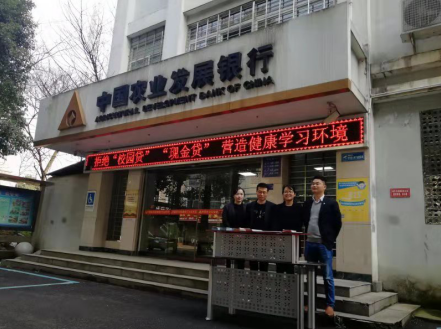 中国农业发展银行
AGRICULTURAL DEVELOPMENT BANK OF CHINA
拒绝“校园贷” “现金贷” 营造健康学习环境